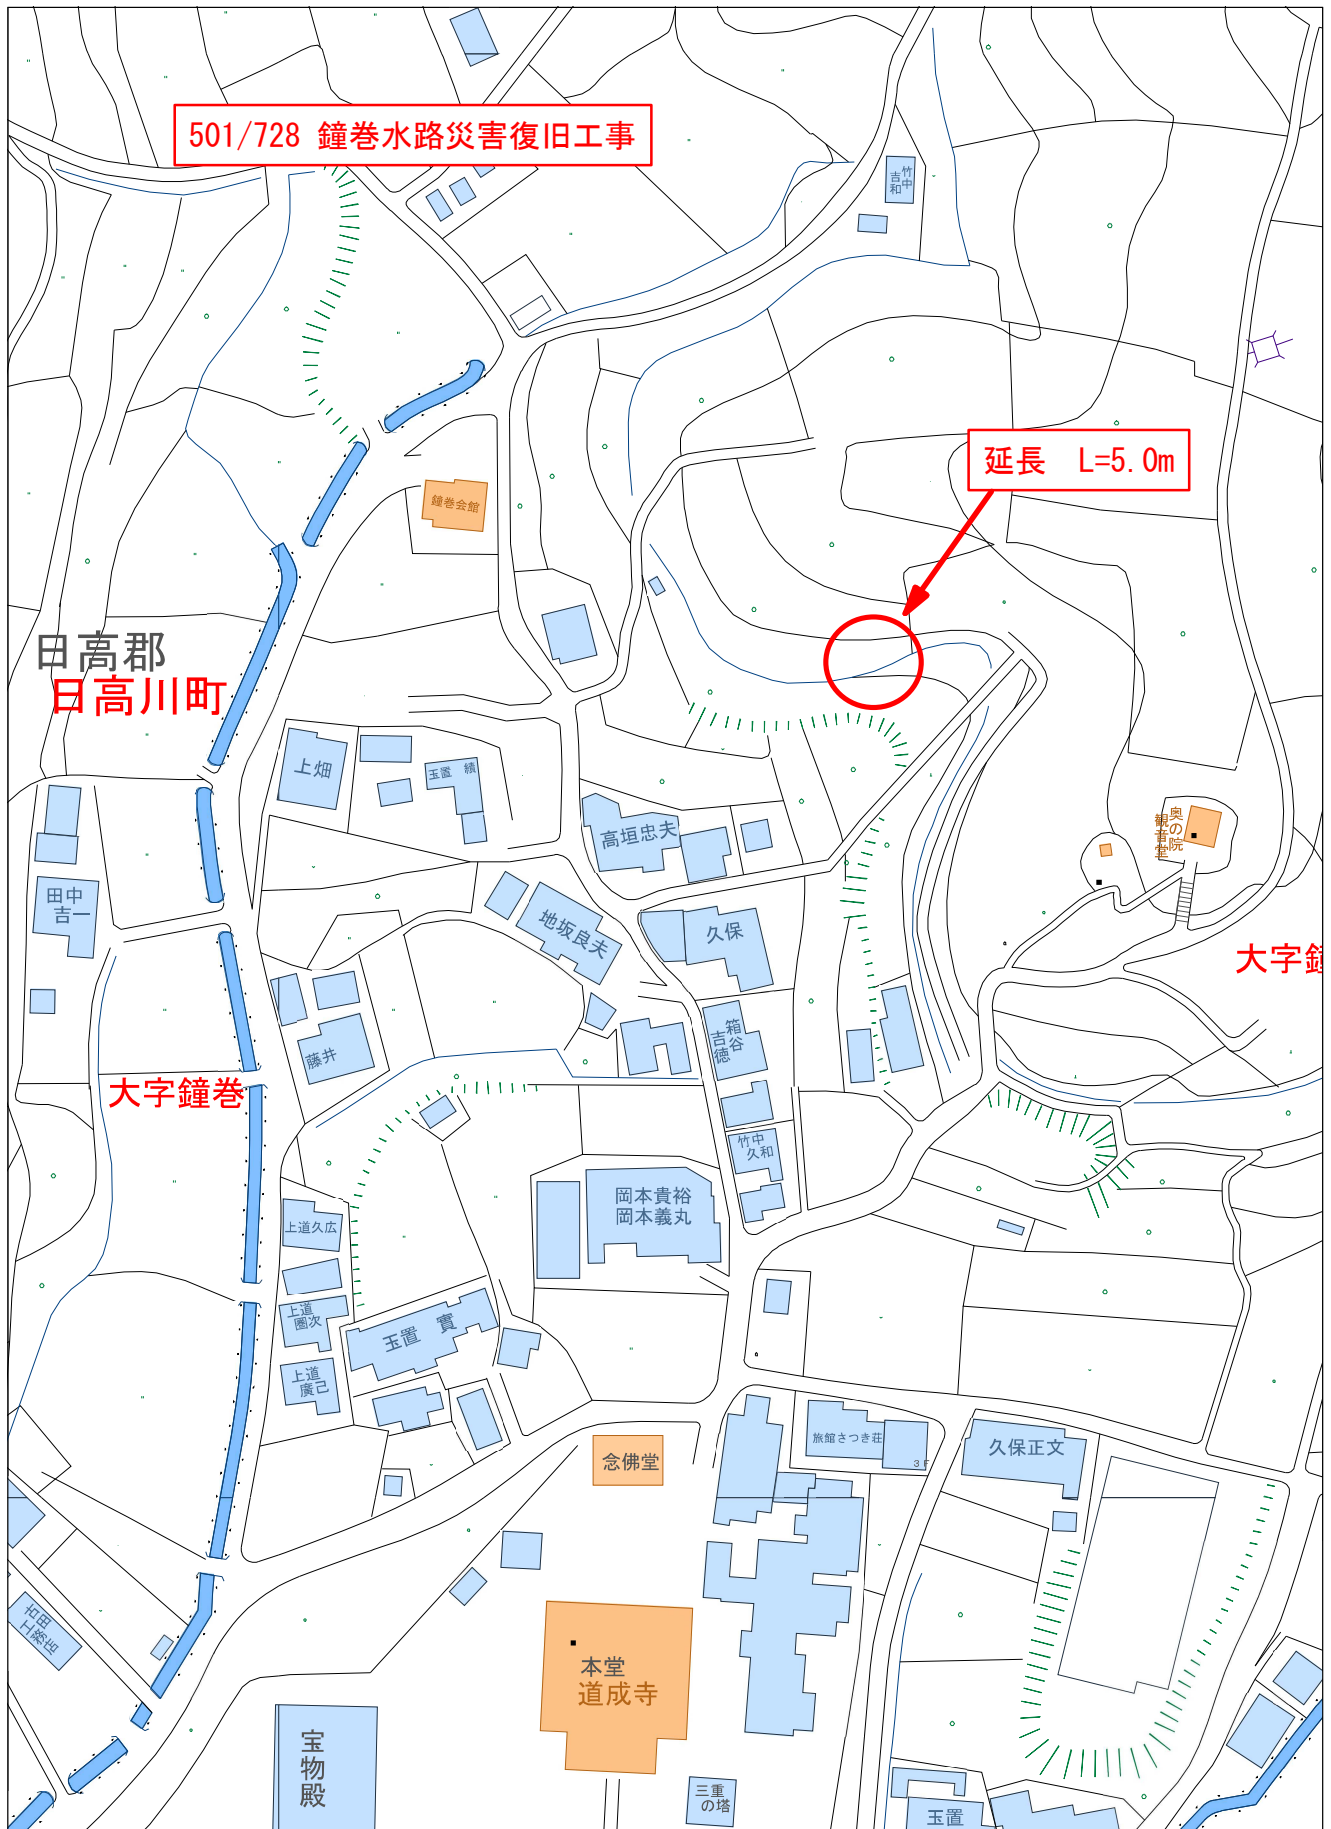 501/728 鐘巻水路災害復旧工事
竹中
吉和
延長 L=5.0m
鐘巻会館
日高郡
日高川町
上畑
玉置 績
高垣忠夫
奥の院
観音堂
田中
吉一
地坂良夫
久保
大字鐘
箱谷
吉徳
藤井
大字鐘巻
竹中
久和
岡本貴裕
岡本義丸
上道久広
上道
圏次
玉置 實
上道
廣己
旅館さつき荘
3F
久保正文
念佛堂
吉田
工務店
本堂
道成寺
宝物殿
三重
の塔
玉置